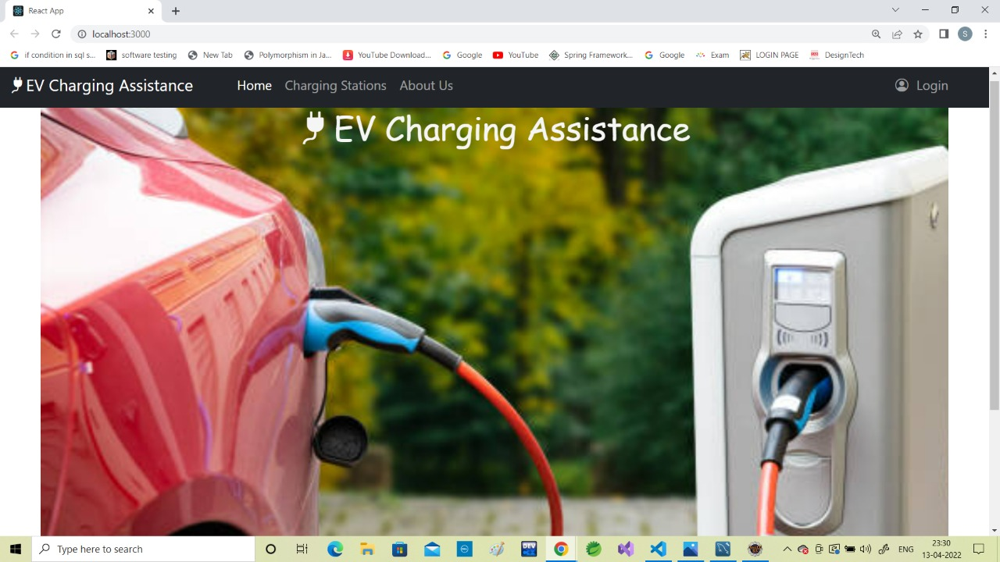 React App
localhost:3000
S
if condition in sql s...
software testing
New Tab
Polymorphism in Ja...
YouTube Download...
Google
YouTube
Spring Framework...
Google
Exam
LOGIN PAGE
DesignTech
EV Charging Assistance
Home
Charging Stations
About Us
Login
EV Charging Assistance
Type here to search
DEV
ENG
23:30
13-04-2022